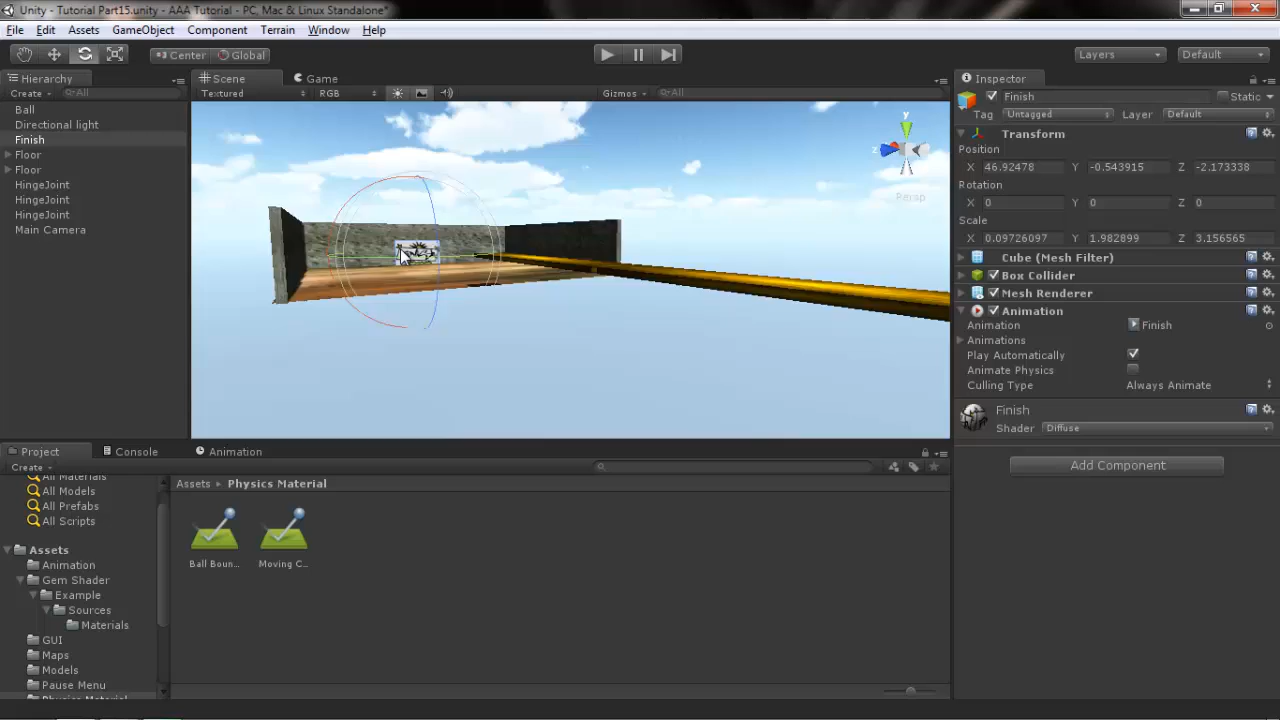 Unity - Tutorial Part15.unity - AAA Tutorial - PC, Mac & Linux Standalone*
File Edit Assets GameObject Component Terrain Window Help
Center Global Layers Default
Hierarchy
Create All
Ball
Directional light
Finish
Floor
Floor
HingeJoint
HingeJoint
HingeJoint
Main Camera
Scene Game
Textured RGB Gizmos All
y
z
Persp
Inspector
Finish Static
Tag Untagged Layer Default
Transform
Position
X 46.92478 Y -0.543915 Z -2.173338
Rotation
X 0 Y 0 Z 0
Scale
X 0.09726097 Y 1.982899 Z 3.156565
Cube (Mesh Filter)
Box Collider
Mesh Renderer
Animation
Animation Finish
Animations
Play Automatically
Animate Physics
Culling Type Always Animate
Finish
Shader Diffuse
Add Component
Project Console Animation
Create
All Materials
All Models
All Prefabs
All Scripts
Assets
Animation
Gem Shader
Example
Sources
Materials
GUI
Maps
Models
Pause Menu
Physics Material
Assets Physics Material
Ball Boun... Moving C...